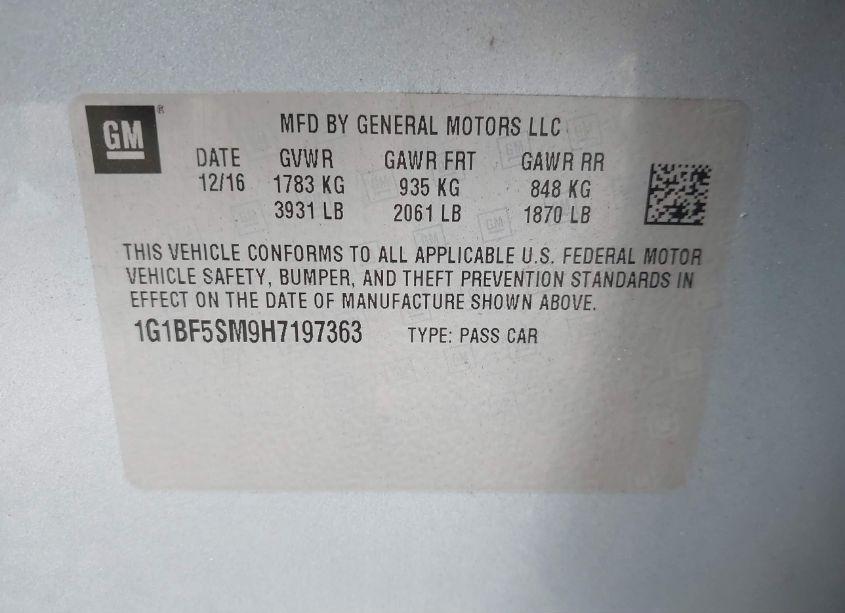 GM®
MFD BY GENERAL MOTORS LLC
DATE GVWR GAWR FRT GAWR RR
12/16 1783 KG 935 KG 848 KG
3931 LB 2061 LB 1870 LB
THIS VEHICLE CONFORMS TO ALL APPLICABLE U.S. FEDERAL MOTOR
VEHICLE SAFETY, BUMPER, AND THEFT PREVENTION STANDARDS IN
EFFECT ON THE DATE OF MANUFACTURE SHOWN ABOVE.
1G1BF5SM9H7197363 TYPE: PASS CAR